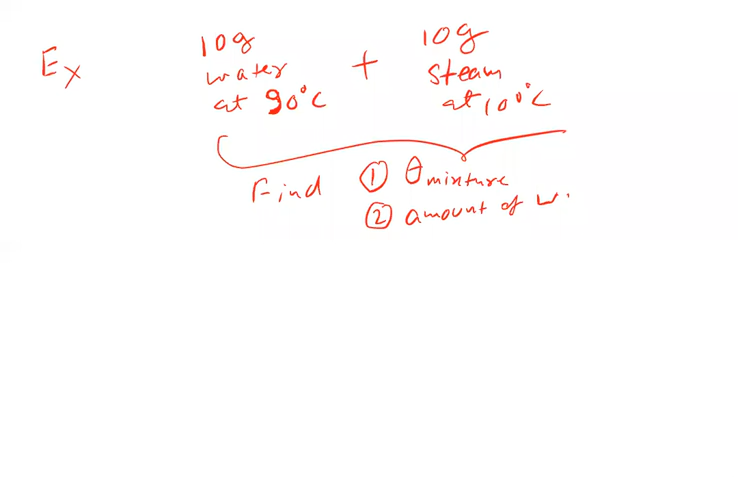 Ex
10g water at 90°C + 10g steam at 100°C
Find ① θmixture
② amount of w.